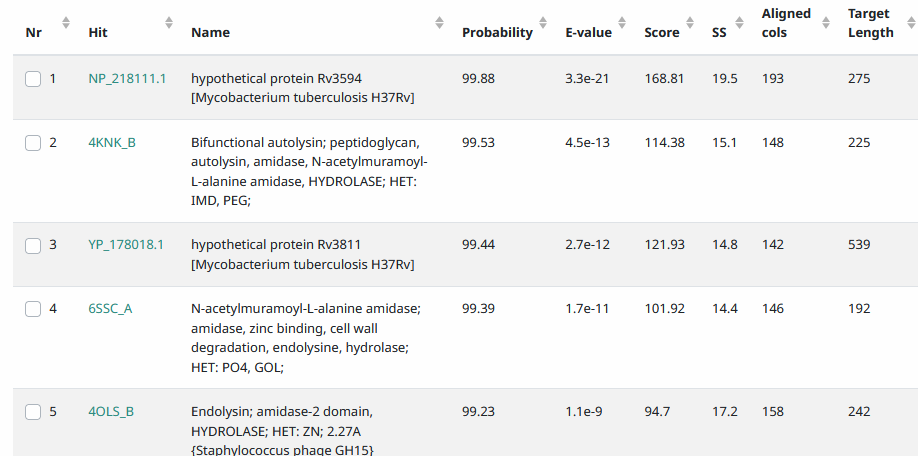 Nr Hit Name Probability E-value Score SS Aligned cols Target Length
1 NP_218111.1 hypothetical protein Rv3594 99.88 3.3e-21 168.81 19.5 193 275
[Mycobacterium tuberculosis H37Rv]
2 4KNK_B Bifunctional autolysin; peptidoglycan, 99.53 4.5e-13 114.38 15.1 148 225
autolysin, amidase, N-acetylmuramoyl-
L-alanine amidase, HYDROLASE; HET:
IMD, PEG;
3 YP_178018.1 hypothetical protein Rv3811 99.44 2.7e-12 121.93 14.8 142 539
[Mycobacterium tuberculosis H37Rv]
4 6SSC_A N-acetylmuramoyl-L-alanine amidase; 99.39 1.7e-11 101.92 14.4 146 192
amidase, zinc binding, cell wall
degradation, endolysine, hydrolase;
HET: PO4, GOL;
5 4OLS_B Endolysin; amidase-2 domain, 99.23 1.1e-9 94.7 17.2 158 242
HYDROLASE; HET: ZN; 2.27A
{Staphylococcus phage GH15}